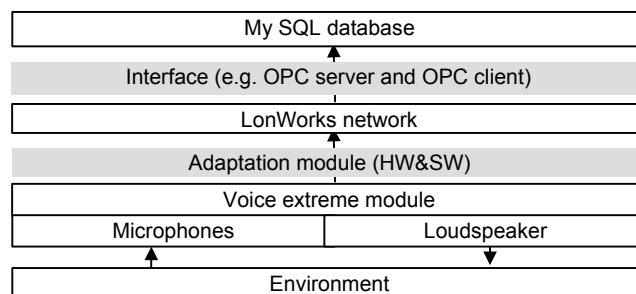 My SQL database
Interface (e.g. OPC server and OPC client)
LonWorks network
Adaptation module (HW&SW)
Voice extreme module
Microphones
Loudspeaker
Environment